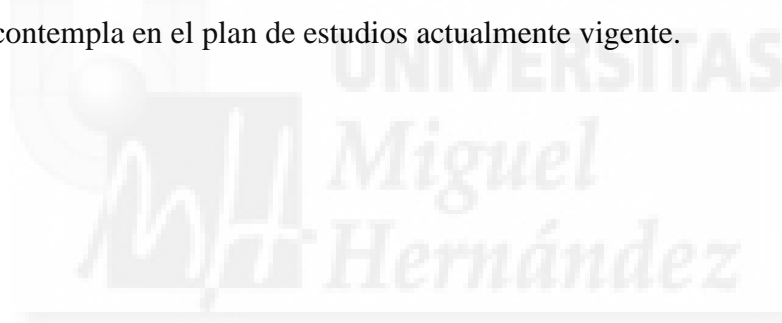 contempla en el plan de estudios actualmente vigente.
UNIVERSITAS
Miguel
Hernández